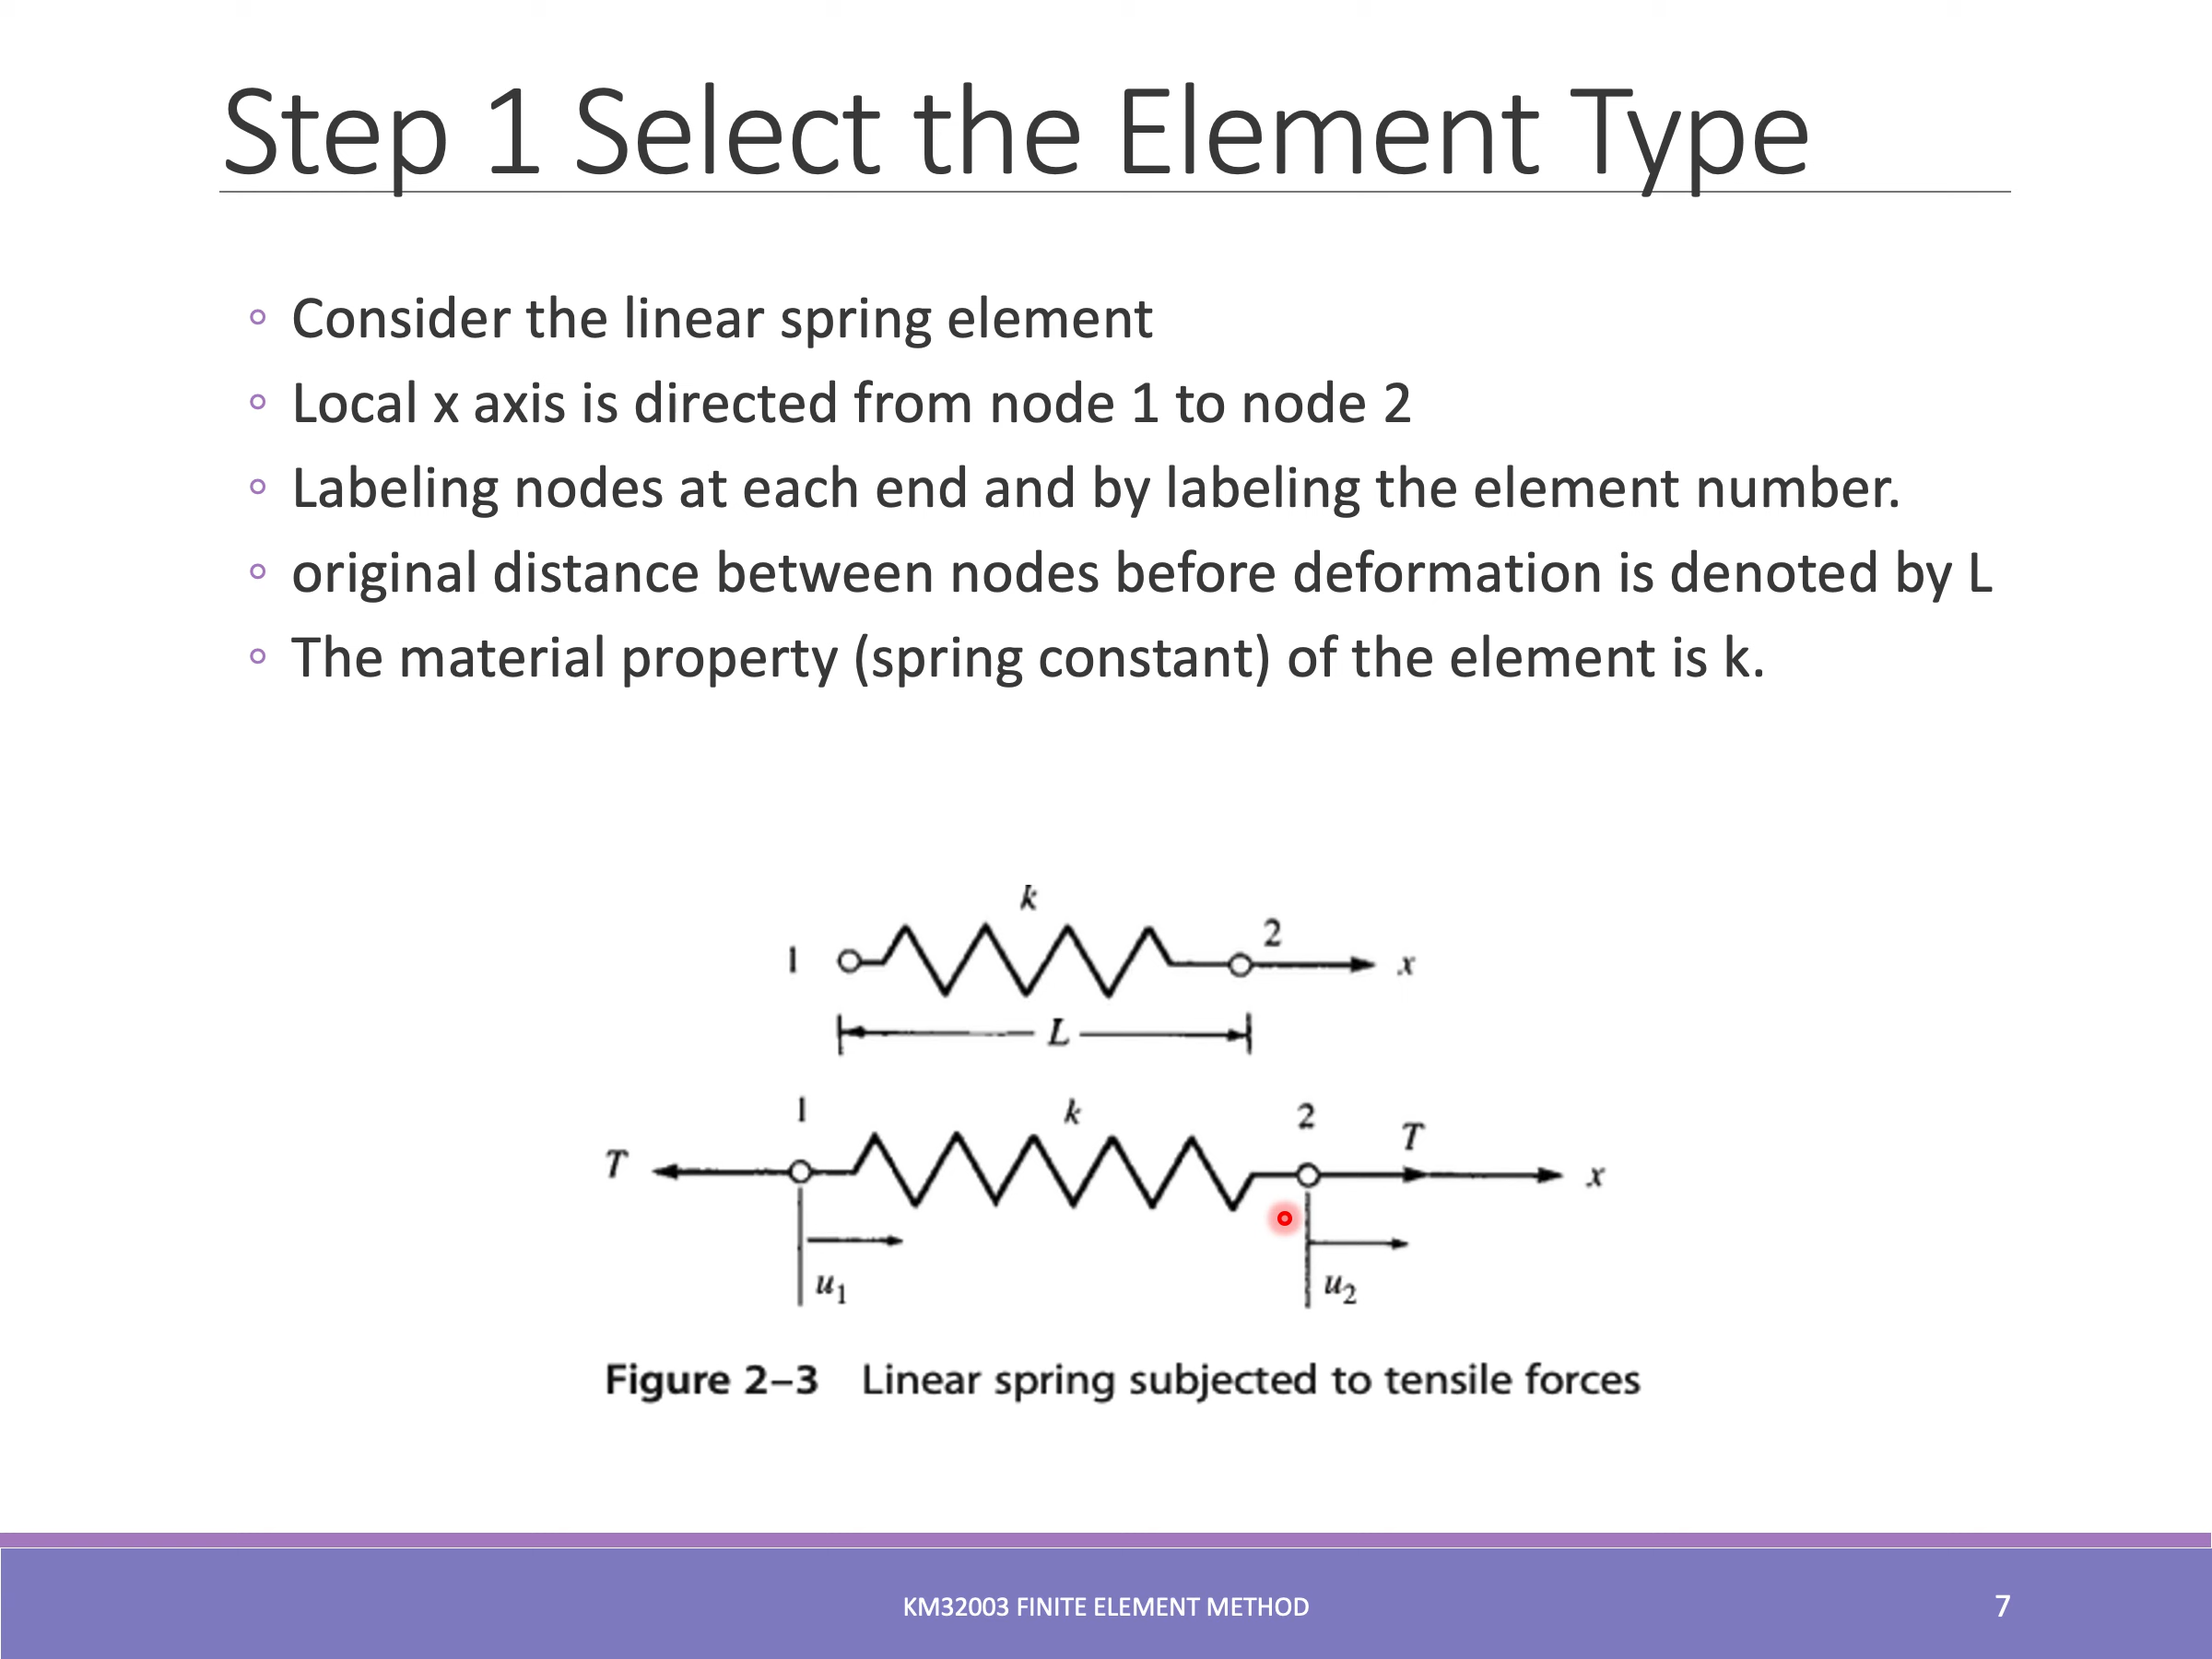 Step 1 Select the Element Type
Consider the linear spring element
Local x axis is directed from node 1 to node 2
Labeling nodes at each end and by labeling the element number.
original distance between nodes before deformation is denoted by L
The material property (spring constant) of the element is k.
k
1
2
x
L
1
k
2
T
T
x
u1
u2
Figure 2–3 Linear spring subjected to tensile forces
KM32003 FINITE ELEMENT METHOD
7